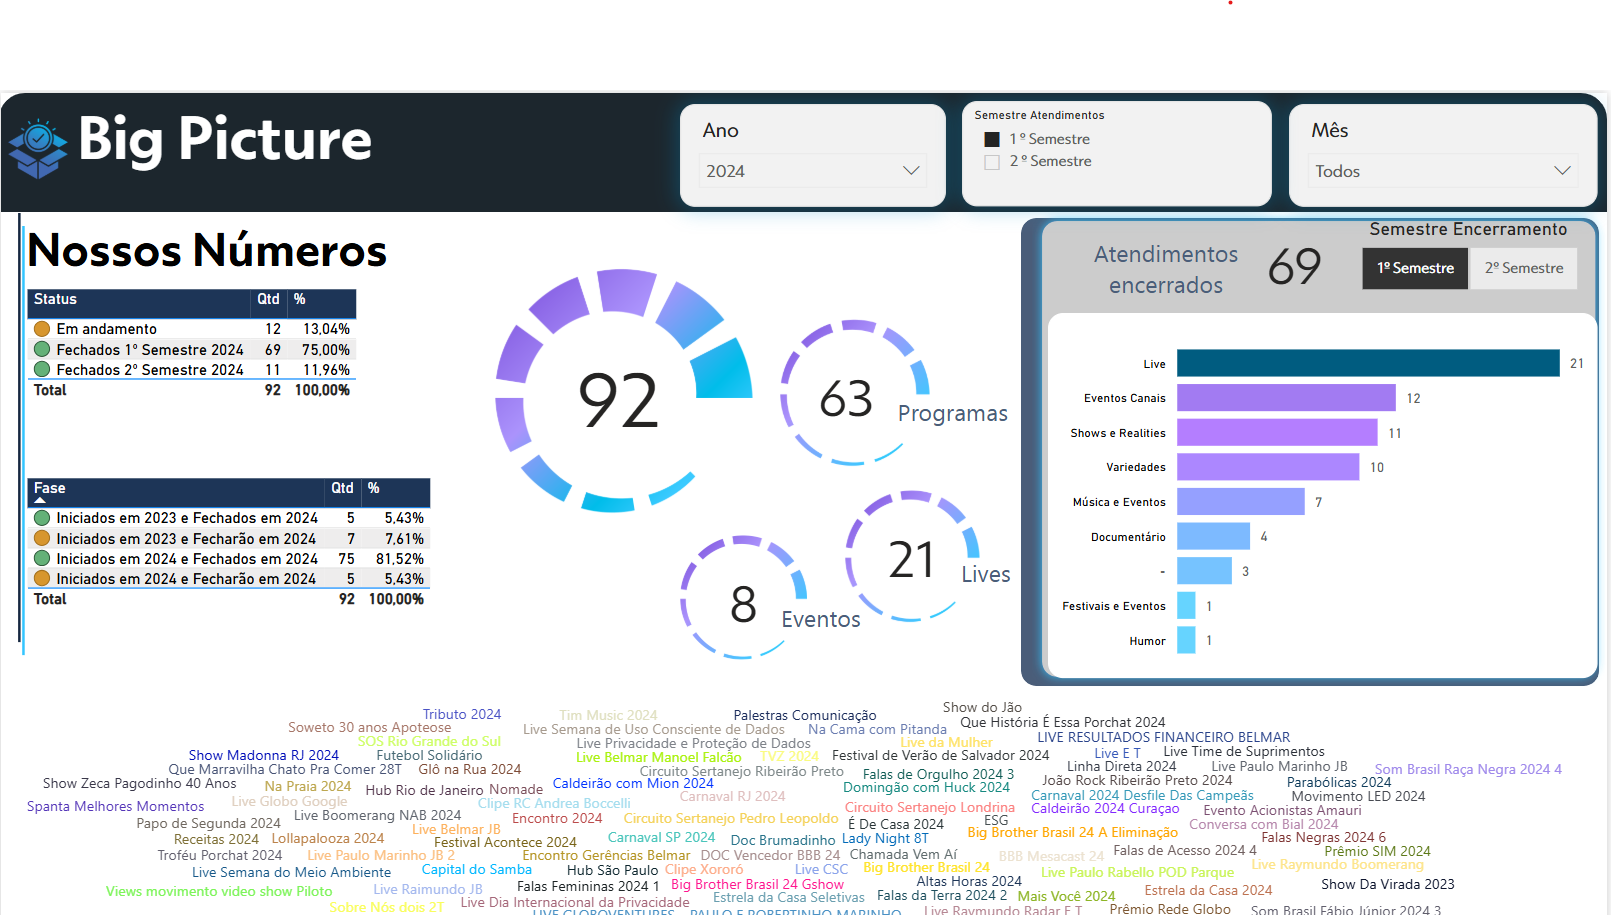 Big Picture
Ano
2024
Semestre Atendimentos
1º Semestre
2º Semestre
Mês
Todos
Nossos Números
Status Qtd %
Em andamento 12 13,04%
Fechados 1º Semestre 2024 69 75,00%
Fechados 2º Semestre 2024 11 11,96%
Total 92 100,00%
Fase Qtd %
Iniciados em 2023 e Fechados em 2024 5 5,43%
Iniciados em 2023 e Fecharão em 2024 7 7,61%
Iniciados em 2024 e Fechados em 2024 75 81,52%
Iniciados em 2024 e Fecharão em 2024 5 5,43%
Total 92 100,00%
92
63
Programas
21
Lives
8
Eventos
Atendimentos
encerrados
69
Semestre Encerramento
1º Semestre 2º Semestre
Live 21
Eventos Canais 12
Shows e Realities 11
Variedades 10
Música e Eventos 7
Documentário 4
- 3
Festivais e Eventos 1
Humor 1
Show do Jão
Tributo 2024 Tim Music 2024 Palestras Comunicação
Que História É Essa Porchat 2024
Soweto 30 anos Apoteose Live Semana de Uso Consciente de Dados Na Cama com Pitanda
LIVE RESULTADOS FINANCEIRO BELMAR
SOS Rio Grande do Sul Live Privacidade e Proteção de Dados Live da Mulher
Show Madonna RJ 2024 Futebol Solidário Live Belmar Manoel Falcão TVZ 2024 Festival de Verão de Salvador 2024 Live E T Live Time de Suprimentos
Que Marravilha Chato Pra Comer 28T Glô na Rua 2024 Circuito Sertanejo Ribeirão Preto Linha Direta 2024 Live Paulo Marinho JB Som Brasil Raça Negra 2024 4
Falas de Orgulho 2024 3
Show Zeca Pagodinho 40 Anos Na Praia 2024 Hub Rio de Janeiro Nomade Caldeirão com Mion 2024 Domingão com Huck 2024 João Rock Ribeirão Preto 2024 Parabólicas 2024
Carnaval RJ 2024 Carnaval 2024 Desfile Das Campeãs Movimento LED 2024
Spanta Melhores Momentos Live Globo Google Clipe RC Andrea Boccelli Circuito Sertanejo Londrina Caldeirão 2024 Curaçao Evento Acionistas Amauri
Live Boomerang NAB 2024 Encontro 2024 Circuito Sertanejo Pedro Leopoldo ESG
Papo de Segunda 2024 Live Belmar JB É De Casa 2024 Big Brother Brasil 24 A Eliminação Conversa com Bial 2024
Receitas 2024 Lollapalooza 2024 Festival Acontece 2024 Carnaval SP 2024 Doc Brumadinho Lady Night 8T Falas Negras 2024 6
Troféu Porchat 2024 Live Paulo Marinho JB 2 Encontro Gerências Belmar DOC Vencedor BBB 24 Chamada Vem Aí BBB Mesacast 24 Falas de Acesso 2024 4 Prêmio SIM 2024
Live Semana do Meio Ambiente Capital do Samba Hub São Paulo Clipe Xororó Live CSC Big Brother Brasil 24 Live Paulo Rabello POD Parque Live Raymundo Boomerang
Views movimento video show Piloto Live Raimundo JB Falas Femininas 2024 1 Big Brother Brasil 24 Gshow Altas Horas 2024 Estrela da Casa 2024 Show Da Virada 2023
Sobre Nós dois 2T Live Dia Internacional da Privacidade Estrela da Casa Seletivas Falas da Terra 2024 2 Mais Você 2024
LIVE GLOBOVENTURES PAULO E ROBERTINHO MARINHO Live Raymundo Radar E T Prêmio Rede Globo Som Brasil Fábio Júnior 2024 3